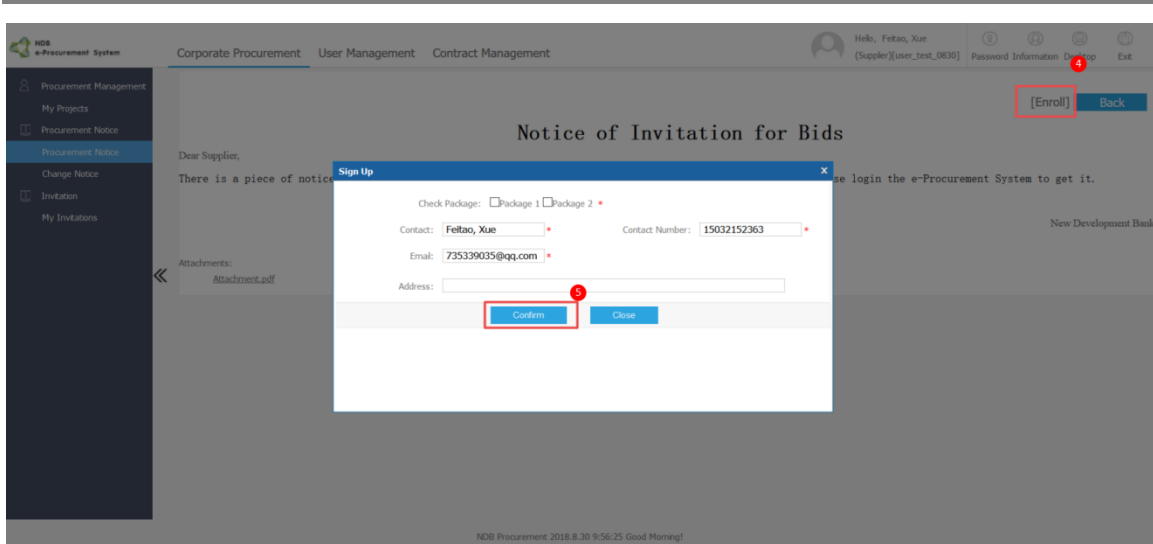 NDB
e-Procurement System
Corporate Procurement User Management Contract Management
Hello, Feitao, Xue
(Suppler)[user_test_0830]
Password Information Desktop Exit
4
Procurement Management
My Projects
Procurement Notice
Procurement Notice
Change Notice
Invitation
My Invitations
[Enroll] Back
Notice of Invitation for Bids
Dear Supplier,
There is a piece of notice
se login the e-Procurement System to get it.
New Development Bank
Attachments:
Attachment.pdf
Sign Up x
Check Package: Package 1 Package 2 *
Contact: Feitao, Xue * Contact Number: 15032152363 *
Email: 735339035@qq.com *
Address:
5
Confirm Close
NDB Procurement 2018.8.30 9:56:25 Good Morning!